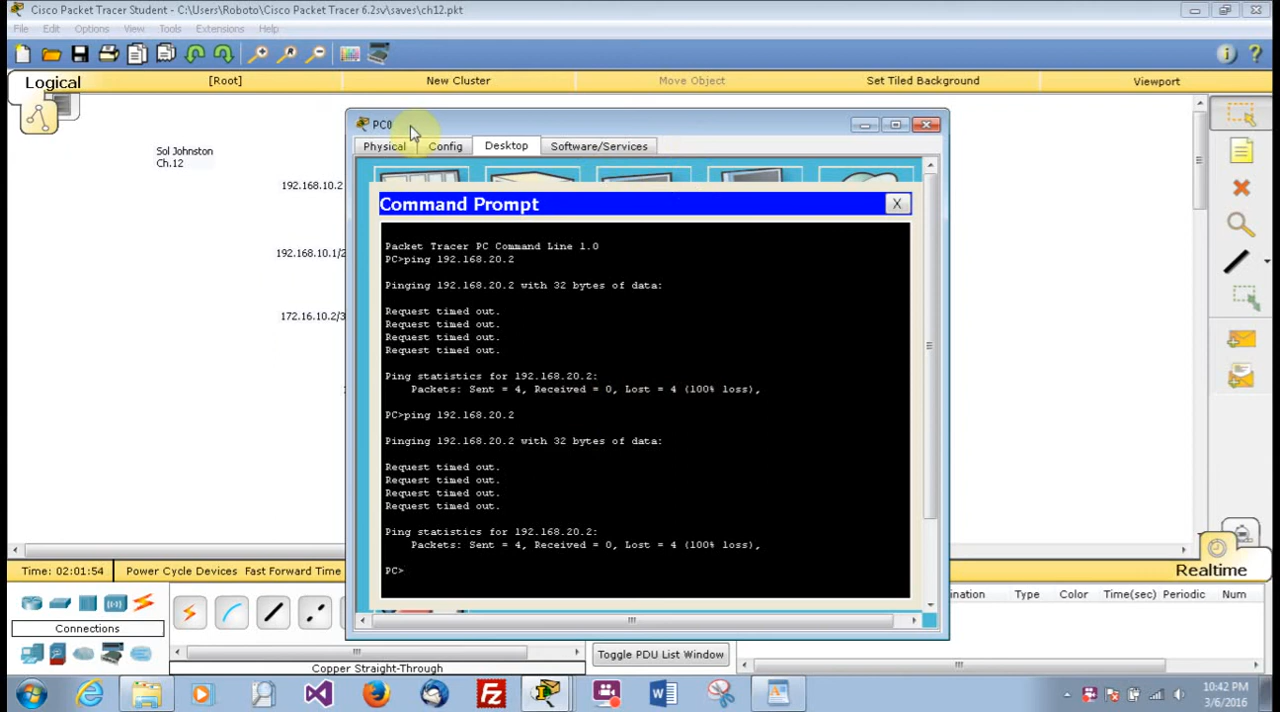 Cisco Packet Tracer Student - C:\Users\Roboto\Cisco Packet Tracer 6.2sv\saves\ch12.pkt
File Edit Options View Tools Extensions Help
Logical [Root] New Cluster Move Object Set Tiled Background Viewport
Sol Johnston
Ch.12
192.168.10.2
192.168.10.1/2
172.16.10.2/3
PC0
Physical Config Desktop Software/Services
Command Prompt X
Packet Tracer PC Command Line 1.0
PC>ping 192.168.20.2
Pinging 192.168.20.2 with 32 bytes of data:
Request timed out.
Request timed out.
Request timed out.
Request timed out.
Ping statistics for 192.168.20.2:
Packets: Sent = 4, Received = 0, Lost = 4 (100% loss),
PC>ping 192.168.20.2
Pinging 192.168.20.2 with 32 bytes of data:
Request timed out.
Request timed out.
Request timed out.
Request timed out.
Ping statistics for 192.168.20.2:
Packets: Sent = 4, Received = 0, Lost = 4 (100% loss),
PC>
Time: 02:01:54 Power Cycle Devices Fast Forward Time Realtime
ination Type Color Time(sec) Periodic Num
Connections
Toggle PDU List Window
Copper Straight-Through
10:42 PM
3/6/2016